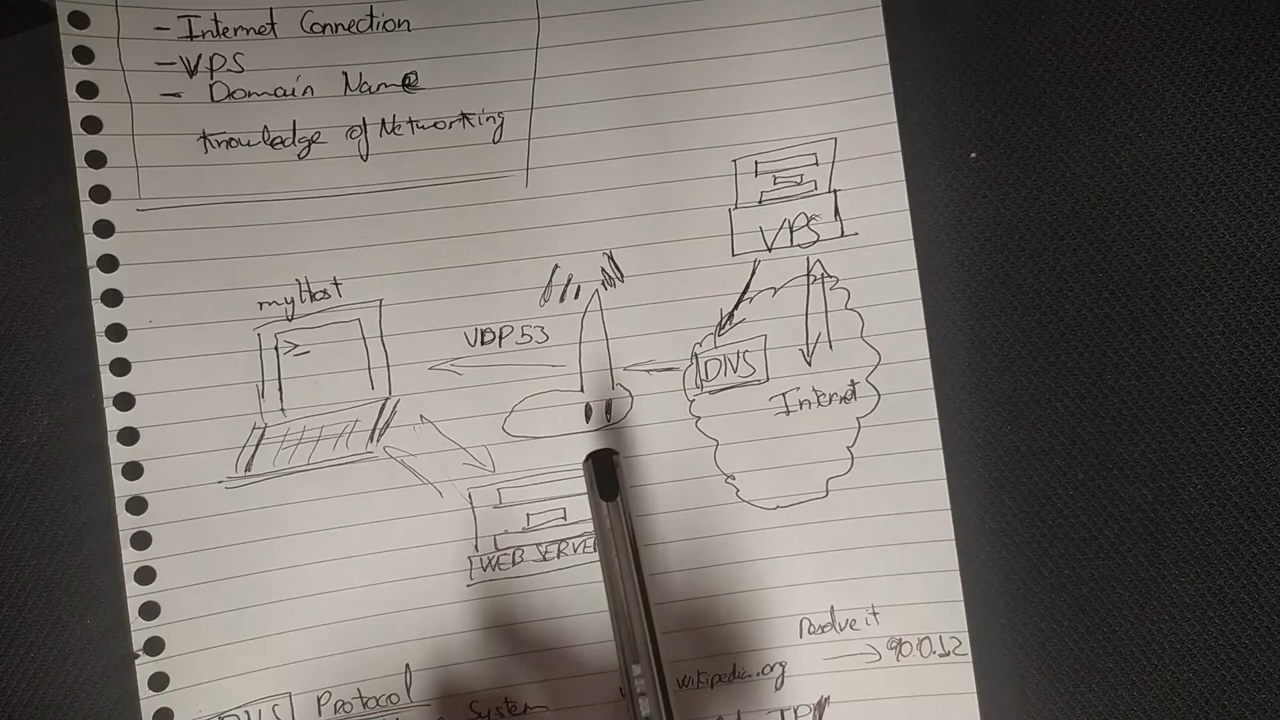 - Internet Connection
- VPS
- Domain Name
Knowledge of Networking
VPS
myHost
>_
UDP 53
DNS
Internet
WEB SERVER
Resolve it
wikipedia.org → 90.0.12
Protocol
System